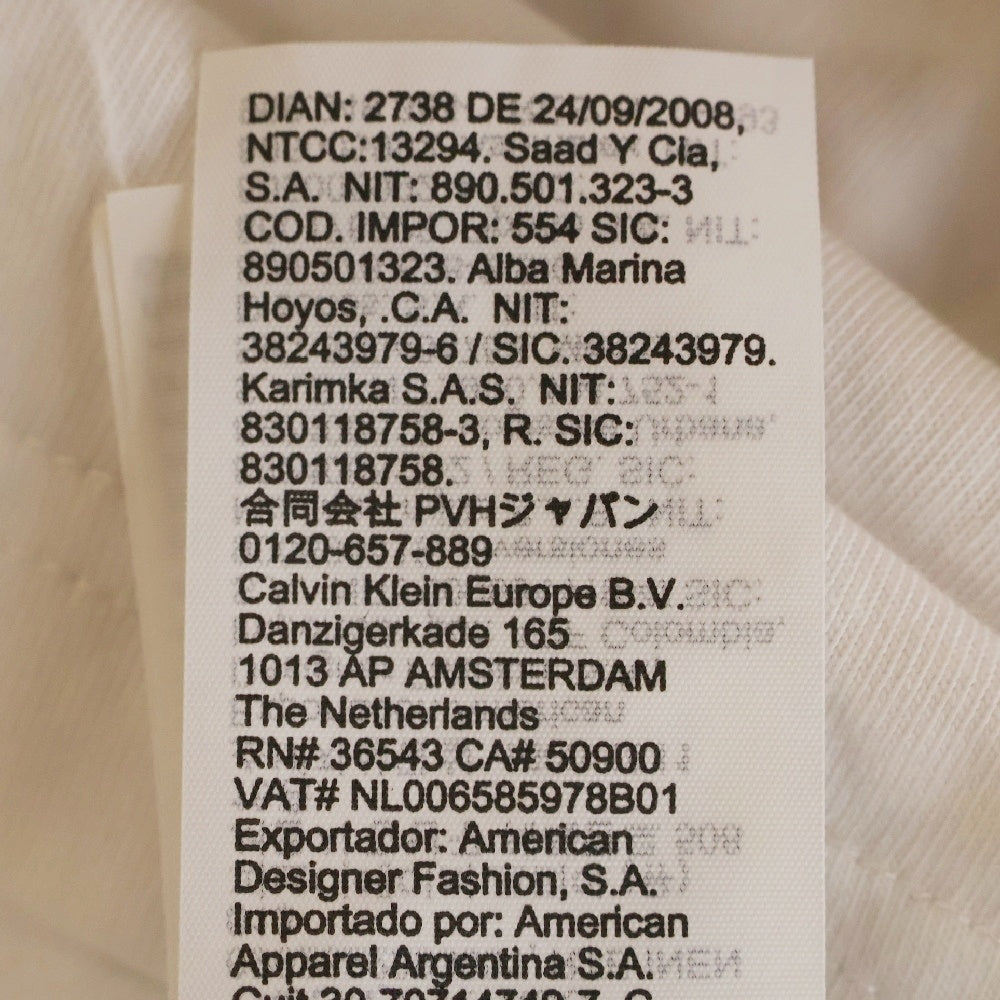 DIAN: 2738 DE 24/09/2008,
NTCC:13294. Saad Y Cia,
S.A. NIT: 890.501.323-3
COD. IMPOR: 554 SIC:
890501323. Alba Marina
Hoyos, .C.A. NIT:
38243979-6 / SIC. 38243979.
Karimka S.A.S. NIT:
830118758-3, R. SIC:
830118758.
合同会社 PVHジャパン
0120-657-889
Calvin Klein Europe B.V.
Danzigerkade 165
1013 AP AMSTERDAM
The Netherlands
RN# 36543 CA# 50900
VAT# NL006585978B01
Exportador: American
Designer Fashion, S.A.
Importado por: American
Apparel Argentina S.A.